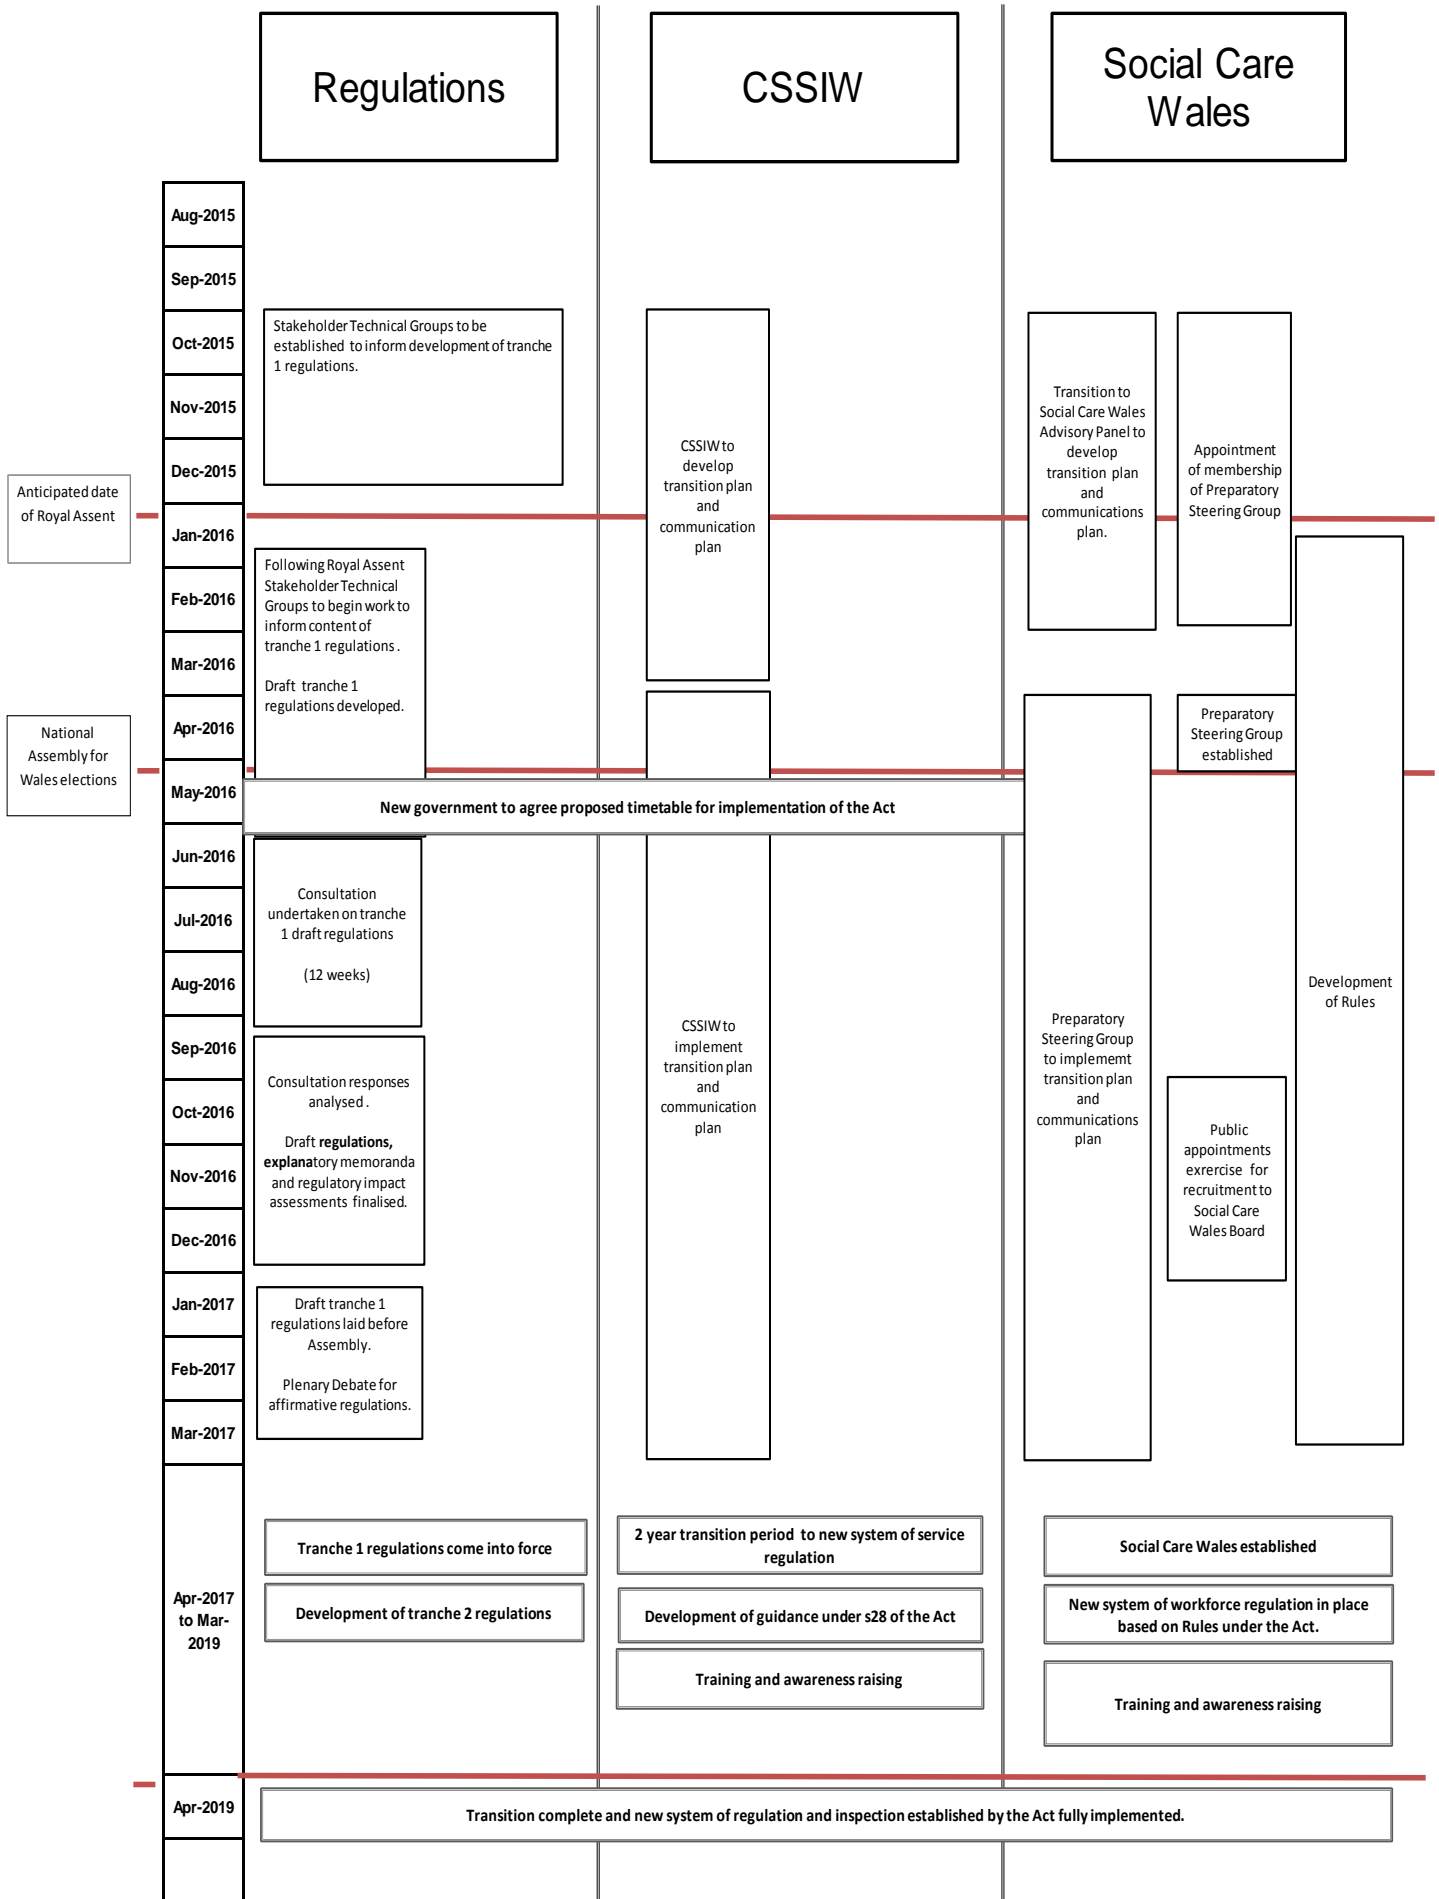 Regulations
CSSIW
Social Care
Wales
Aug-2015
Sep-2015
Oct-2015
Nov-2015
Dec-2015
Jan-2016
Feb-2016
Mar-2016
Apr-2016
May-2016
Jun-2016
Jul-2016
Aug-2016
Sep-2016
Oct-2016
Nov-2016
Dec-2016
Jan-2017
Feb-2017
Mar-2017
Apr-2017
to Mar-
2019
Apr-2019
Anticipated date
of Royal Assent
National
Assembly for
Wales elections
Stakeholder Technical Groups to be
established to inform development of tranche
1 regulations.
Following Royal Assent
Stakeholder Technical
Groups to begin work to
inform content of
tranche 1 regulations .
Draft tranche 1
regulations developed.
New government to agree proposed timetable for implementation of the Act
Consultation
undertaken on tranche
1 draft regulations
(12 weeks)
Consultation responses
analysed .
Draft regulations,
explanatory memoranda
and regulatory impact
assessments finalised.
Draft tranche 1
regulations laid before
Assembly.
Plenary Debate for
affirmative regulations.
Tranche 1 regulations come into force
Development of tranche 2 regulations
CSSIW to
develop
transition plan
and
communication
plan
CSSIW to
implement
transition plan
and
communication
plan
2 year transition period to new system of service
regulation
Development of guidance under s28 of the Act
Training and awareness raising
Transition to
Social Care Wales
Advisory Panel to
develop
transition plan
and
communications
plan.
Appointment
of membership
of Preparatory
Steering Group
Preparatory
Steering Group
established
Development
of Rules
Preparatory
Steering Group
to implememt
transition plan
and
communications
plan
Public
appointments
exrercise for
recruitment to
Social Care
Wales Board
Social Care Wales established
New system of workforce regulation in place
based on Rules under the Act.
Training and awareness raising
Transition complete and new system of regulation and inspection established by the Act fully implemented.